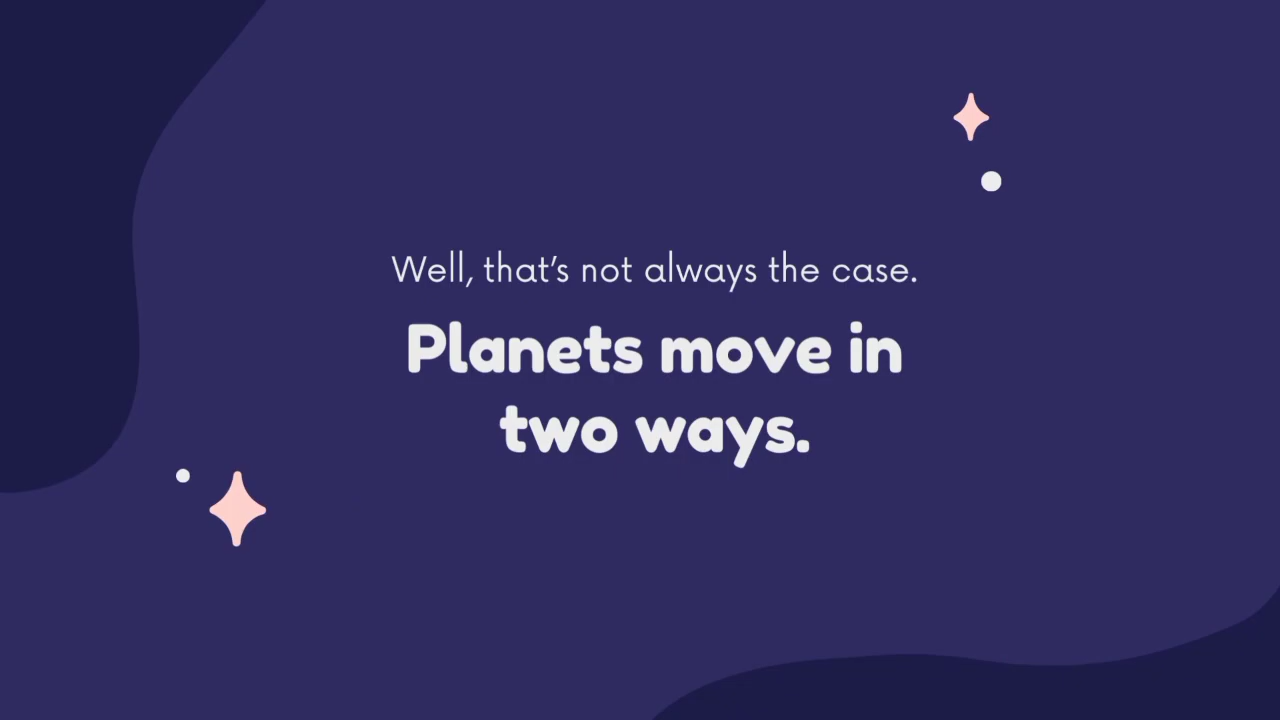 Well, that’s not always the case.
Planets move in
two ways.